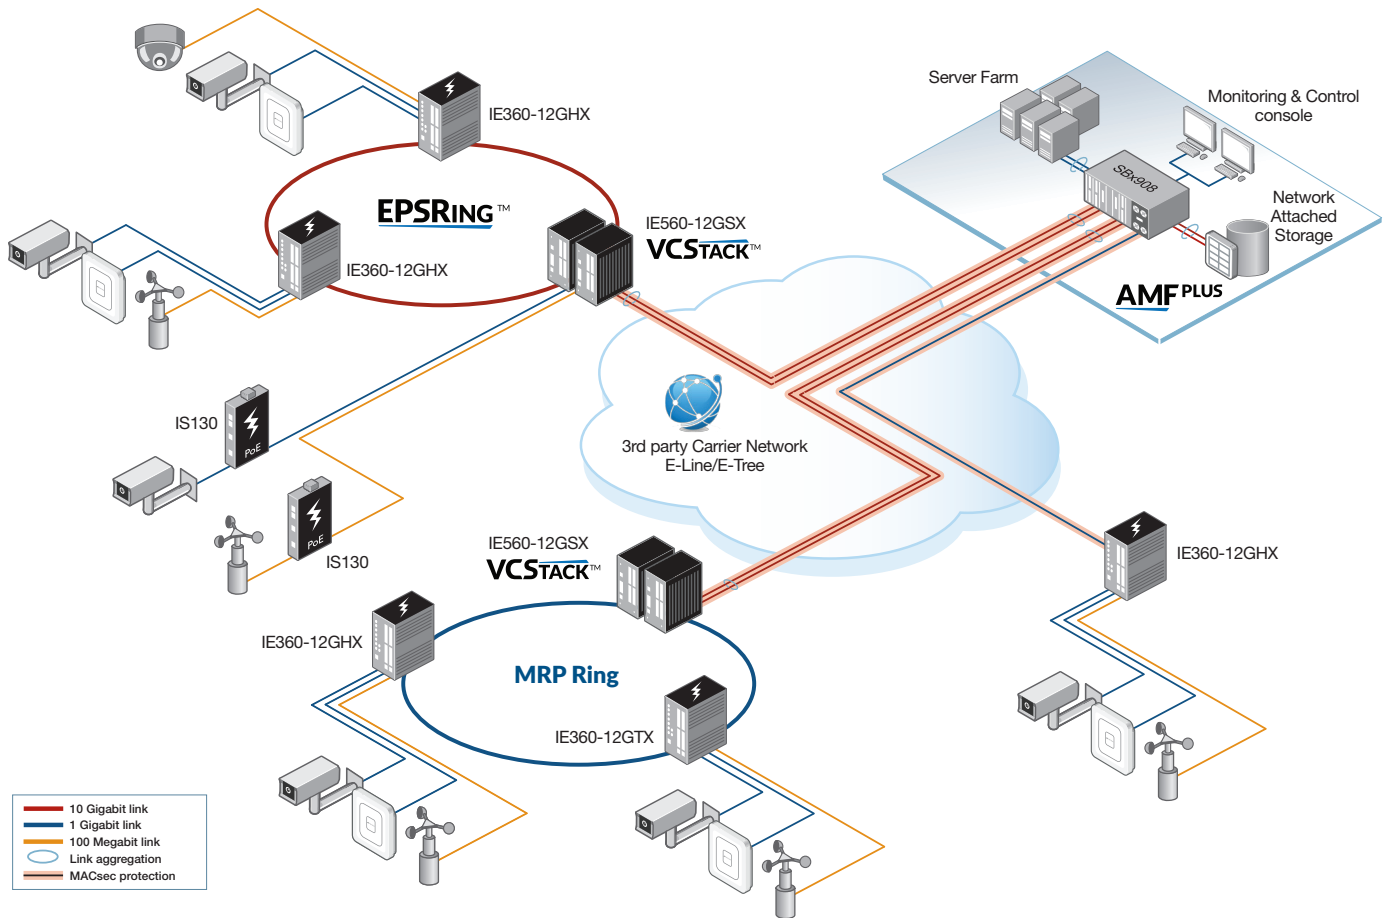 Server Farm
Monitoring & Control
console
IE360-12GHX
SBx908
EPSRING™
IE560-12GSX
VCSTACK™
Network
Attached
Storage
IE360-12GHX
AMF PLUS
IS130
PoE
3rd party Carrier Network
E-Line/E-Tree
PoE
IS130
IE560-12GSX
VCSTACK™
IE360-12GHX
IE360-12GHX
MRP Ring
IE360-12GTX
10 Gigabit link
1 Gigabit link
100 Megabit link
Link aggregation
MACsec protection